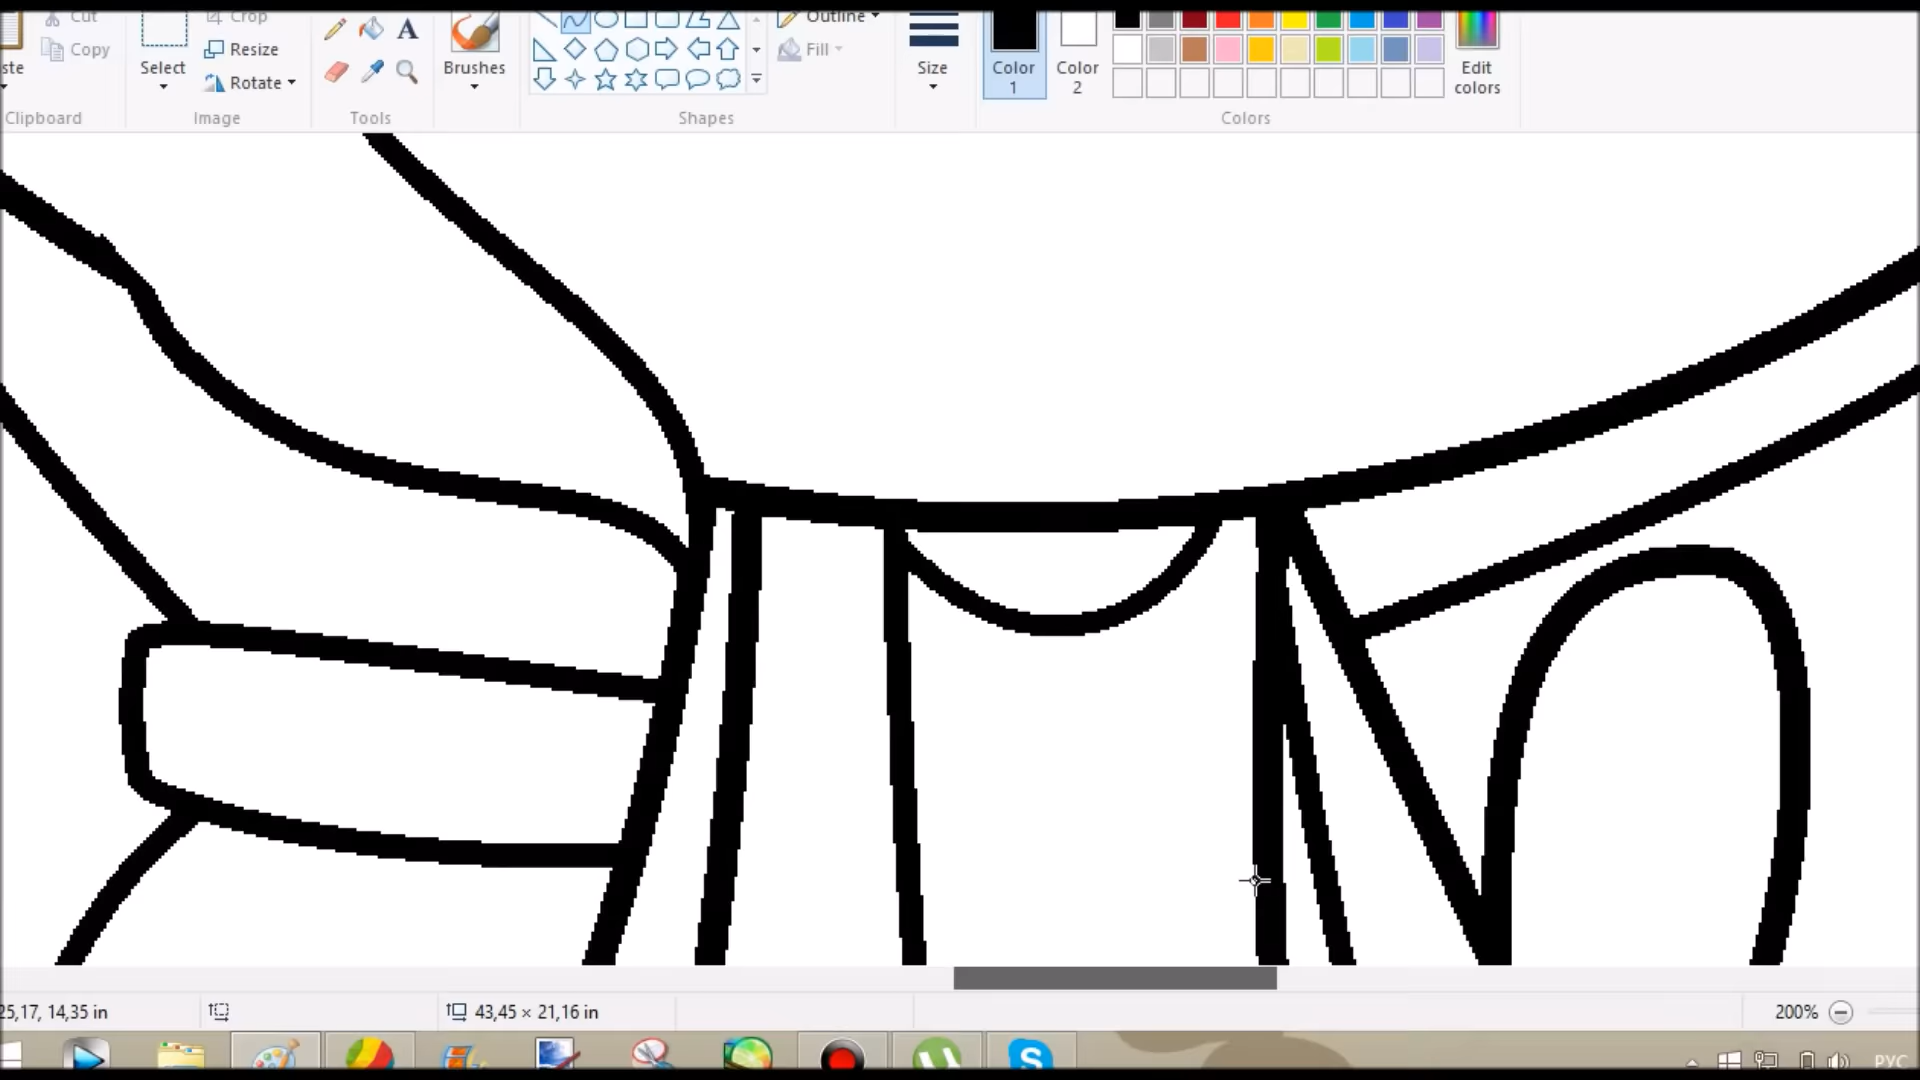 Cut
Crop
Outline
ste
Copy
Resize
A
Fill
Select
Rotate
Brushes
Size
Color
1
Color
2
Edit
colors
Clipboard
Image
Tools
Shapes
Colors
25,17, 14,35 in
43,45 × 21,16 in
200%
S
РУС